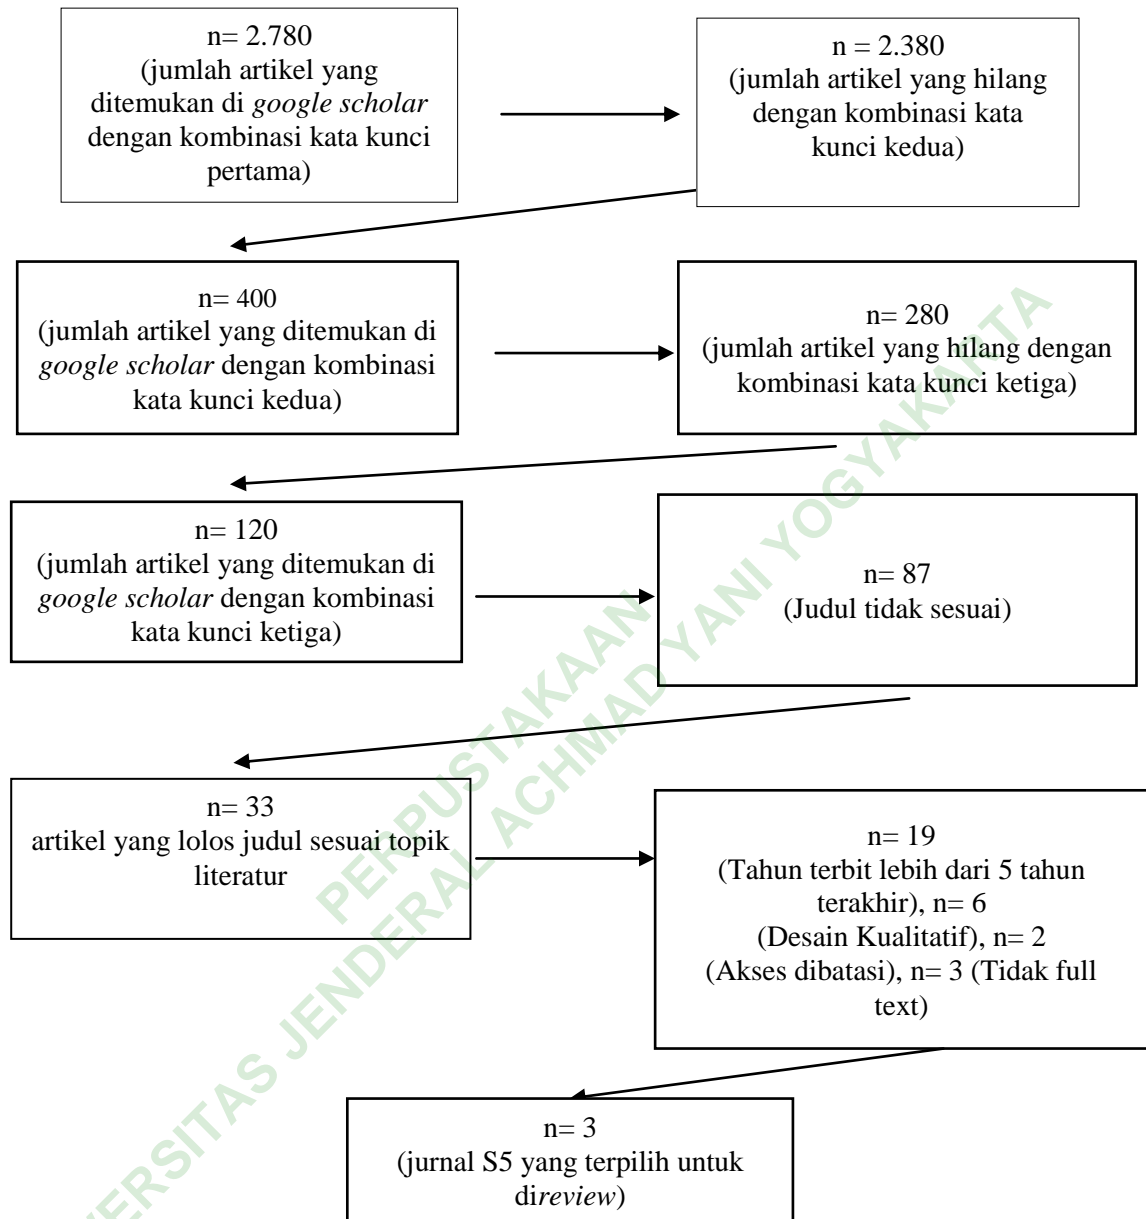 n= 2.780
(jumlah artikel yang
ditemukan di google scholar
dengan kombinasi kata kunci
pertama)
n = 2.380
(jumlah artikel yang hilang
dengan kombinasi kata
kunci kedua)
n= 400
(jumlah artikel yang ditemukan di
google scholar dengan kombinasi
kata kunci kedua)
n= 280
(jumlah artikel yang hilang dengan
kombinasi kata kunci ketiga)
n= 120
(jumlah artikel yang ditemukan di
google scholar dengan kombinasi
kata kunci ketiga)
n= 87
(Judul tidak sesuai)
n= 33
artikel yang lolos judul sesuai topik
literatur
n= 19
(Tahun terbit lebih dari 5 tahun
terakhir), n= 6
(Desain Kualitatif), n= 2
(Akses dibatasi), n= 3 (Tidak full
text)
n= 3
(jurnal S5 yang terpilih untuk
direview)
PERPUSTAKAAN
ERSITAS JENDERAL ACHMAD YANI YOGYAKARTA